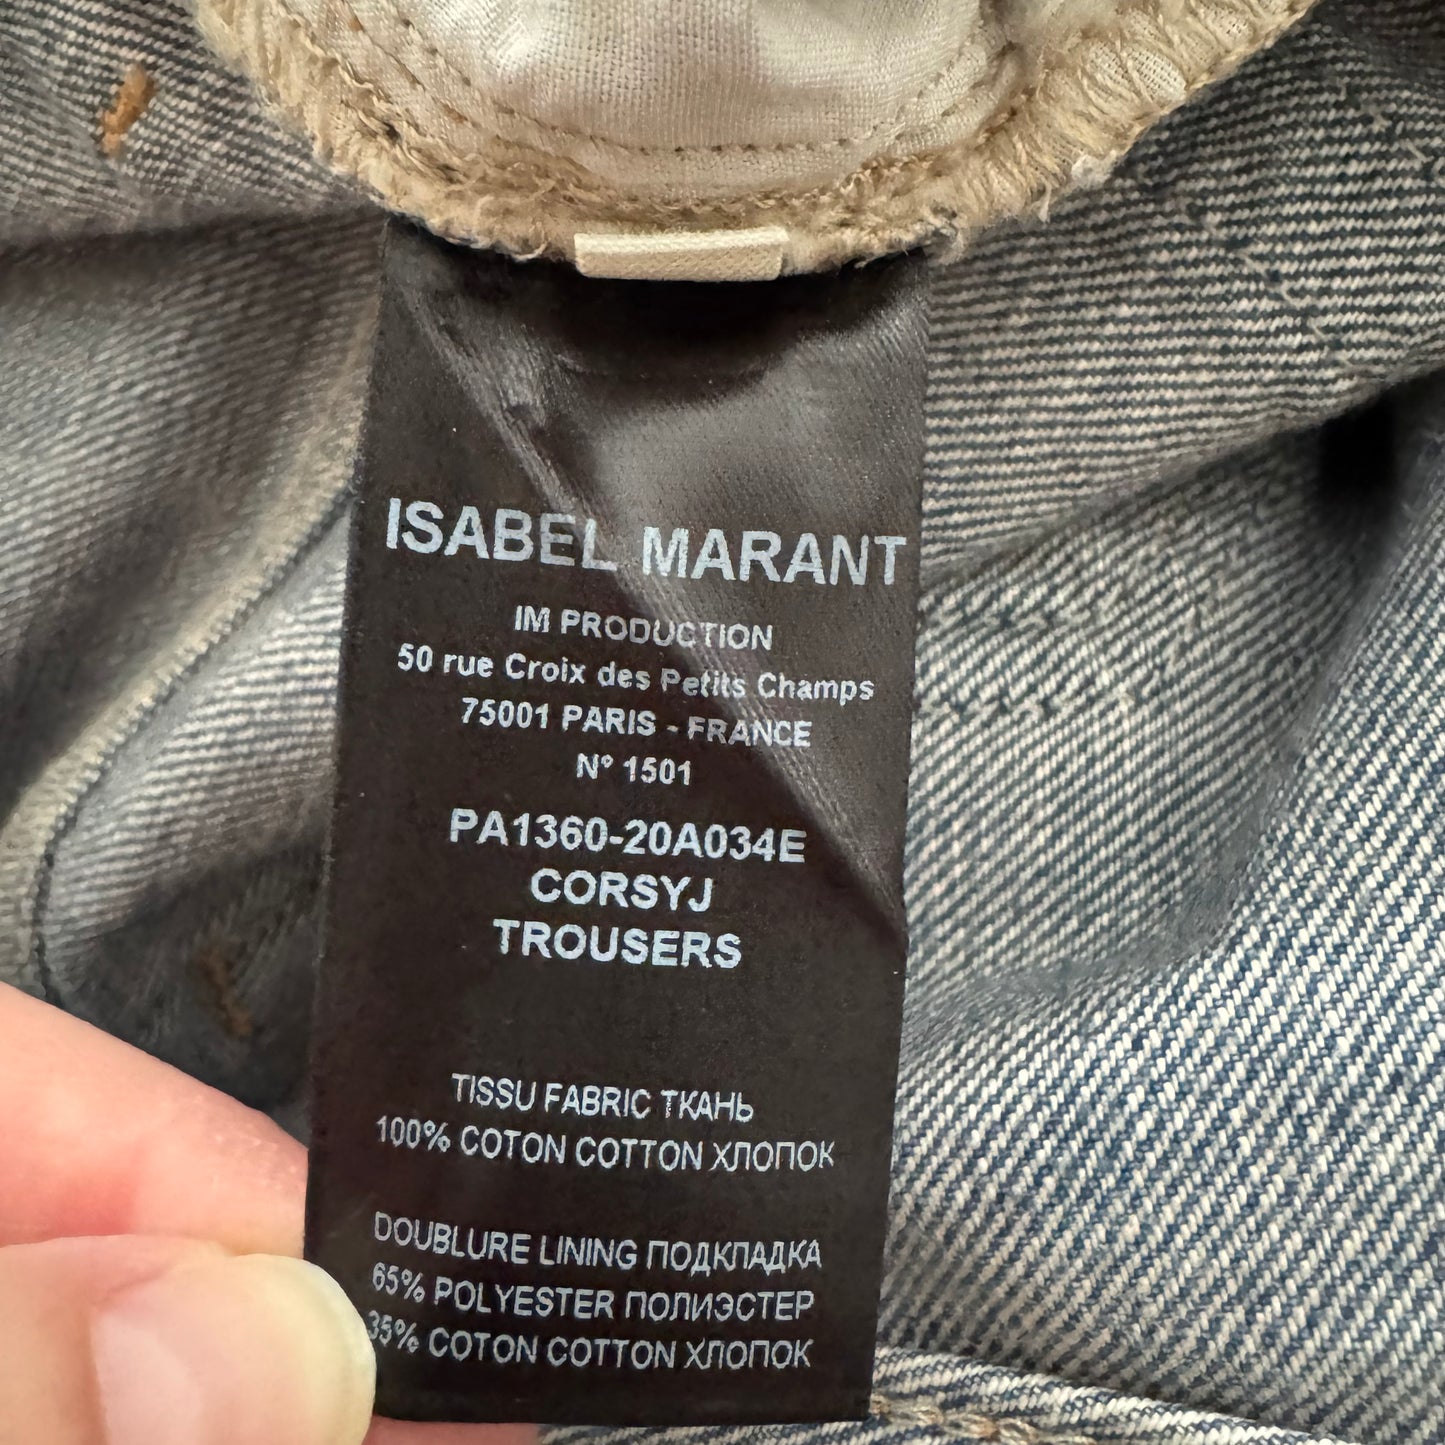 ISABEL MARANT
IM PRODUCTION
50 rue Croix des Petits Champs
75001 PARIS - FRANCE
N° 1501
PA1360-20A034E
CORSYJ
TROUSERS
TISSU FABRIC ТКАНЬ
100% COTON COTTON ХЛОПОК
DOUBLURE LINING ПОДКЛАДКА
65% POLYESTER ПОЛИЭСТЕР
35% COTON COTTON ХЛОПОК